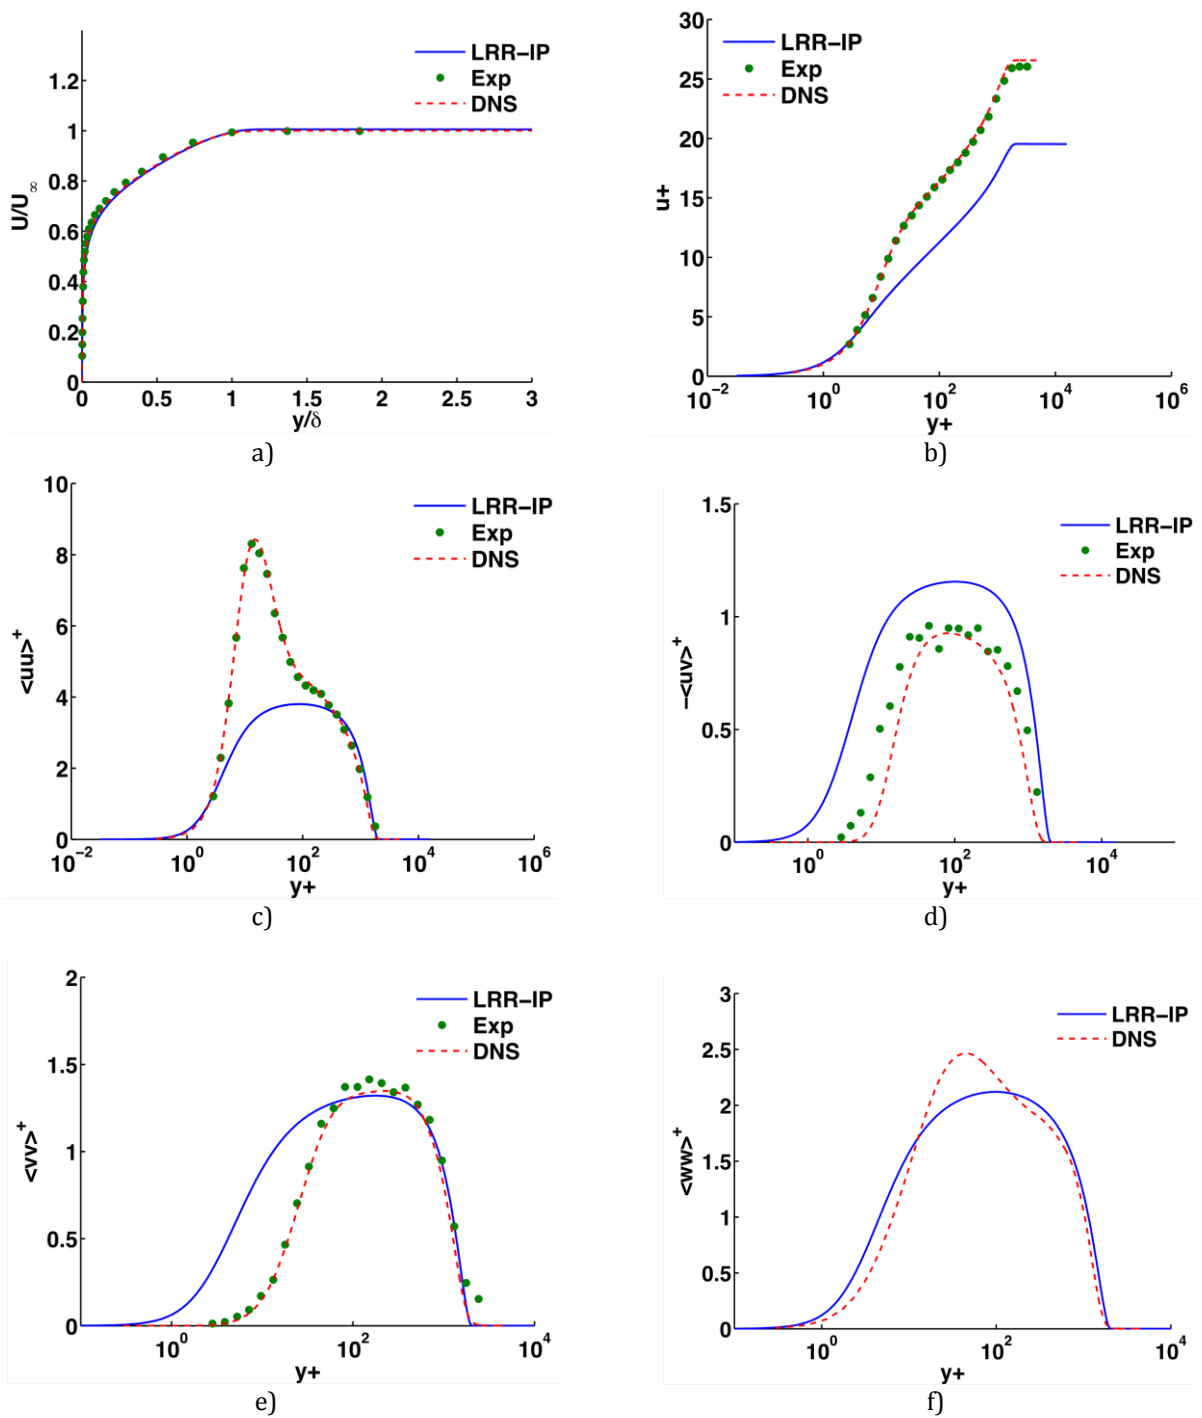 LRR−IP
Exp
DNS
1.2
1
0.8
0.6
0.4
0.2
0
U/U∞
0 0.5 1 1.5 2 2.5 3
y/δ
a)
30
25
20
15
10
5
0
u+
LRR−IP
Exp
DNS
10−2 100 102 104 106
y+
b)
10
8
6
4
2
0
<uu>+
LRR−IP
Exp
DNS
10−2 100 102 104 106
y+
c)
1.5
1
0.5
0
−<uv>+
LRR−IP
Exp
DNS
100 102 104
y+
d)
2
1.5
1
0.5
0
<vv>+
LRR−IP
Exp
DNS
100 102 104
y+
e)
3
2.5
2
1.5
1
0.5
0
<ww>+
LRR−IP
DNS
100 102 104
y+
f)